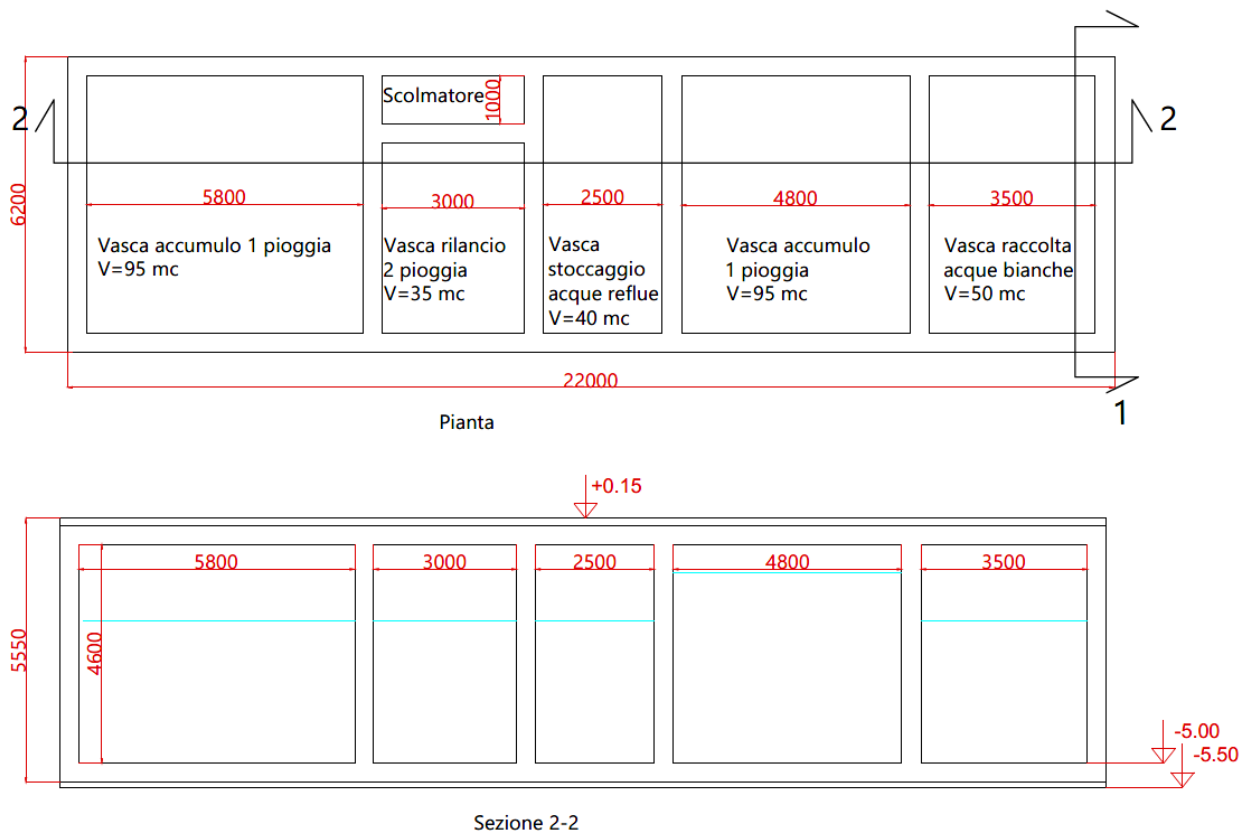 Scolmatore
1000
2
2
6200
5800
3000
2500
4800
3500
Vasca accumulo 1 pioggia
V=95 mc
Vasca rilancio
2 pioggia
V=35 mc
Vasca
stoccaggio
acque reflue
V=40 mc
Vasca accumulo
1 pioggia
V=95 mc
Vasca raccolta
acque bianche
V=50 mc
22000
1
Pianta
+0.15
5800
3000
2500
4800
3500
5550
4600
-5.00
-5.50
Sezione 2-2